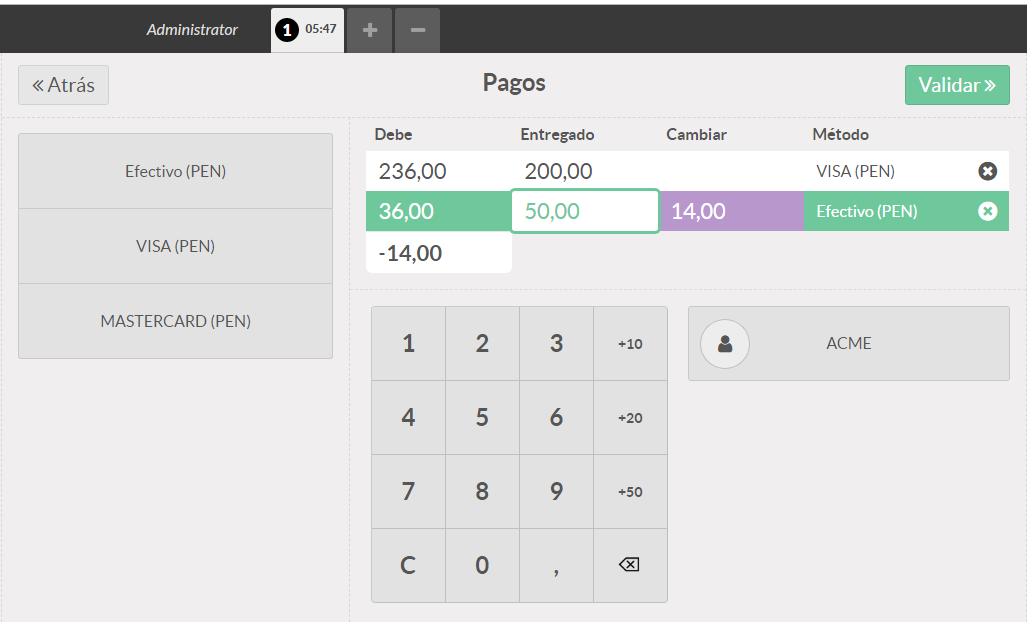 Administrator 1 05:47 + −
« Atrás Pagos Validar »
Debe Entregado Cambiar Método
236,00 200,00 VISA (PEN)
36,00 50,00 14,00 Efectivo (PEN)
-14,00
Efectivo (PEN)
VISA (PEN)
MASTERCARD (PEN)
1 2 3 +10
4 5 6 +20
7 8 9 +50
C 0 ,
ACME